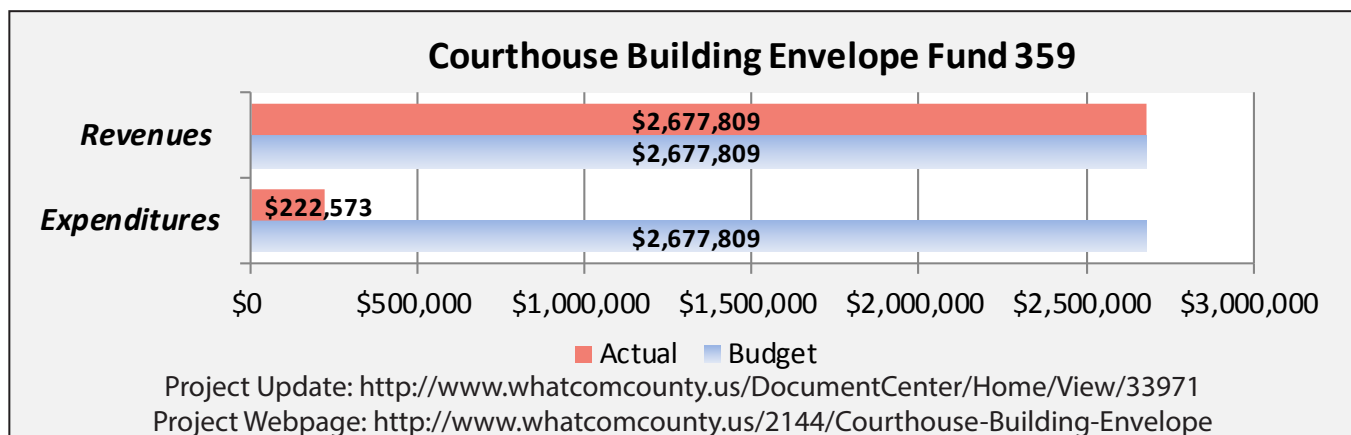 Courthouse Building Envelope Fund 359
Revenues
$2,677,809
$2,677,809
Expenditures
$222,573
$2,677,809
$0 $500,000 $1,000,000 $1,500,000 $2,000,000 $2,500,000 $3,000,000
Actual Budget
Project Update: http://www.whatcomcounty.us/DocumentCenter/Home/View/33971
Project Webpage: http://www.whatcomcounty.us/2144/Courthouse-Building-Envelope